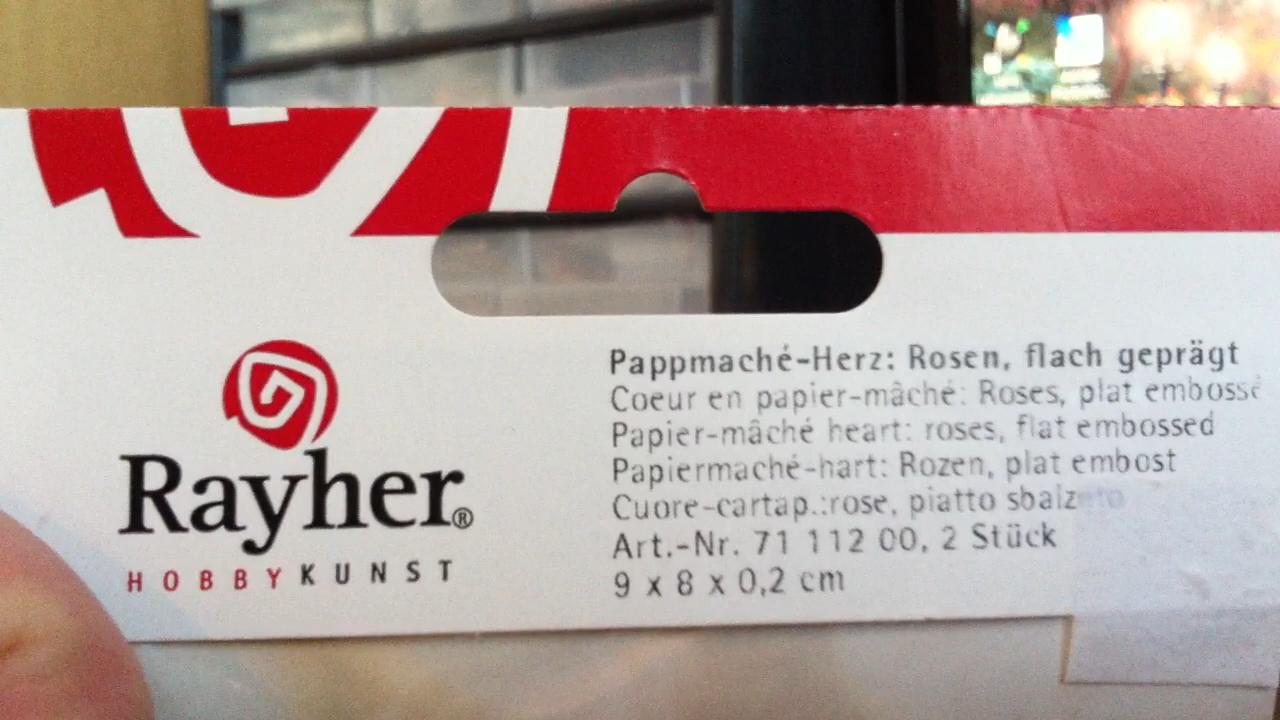 Rayher®
HOBBYKUNST
Pappmaché-Herz: Rosen, flach geprägt
Coeur en papier-mâché: Roses, plat embossé
Papier-mâché heart: roses, flat embossed
Papiermaché-hart: Rozen, plat embost
Cuore-cartap.:rose, piatto sbalzato
Art.-Nr. 71 112 00, 2 Stück
9 x 8 x 0,2 cm